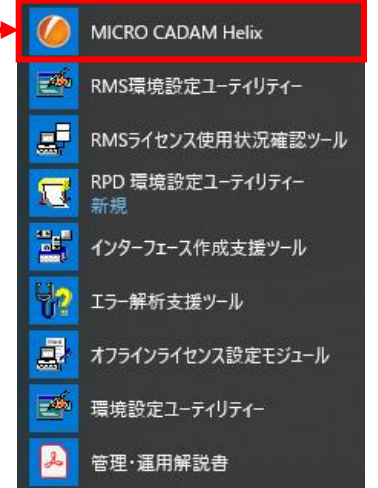 MICRO CADAM Helix
RMS環境設定ユーティリティー
RMSライセンス使用状況確認ツール
RPD 環境設定ユーティリティー
新規
インターフェース作成支援ツール
エラー解析支援ツール
オフラインライセンス設定モジュール
環境設定ユーティリティー
管理・運用解説書